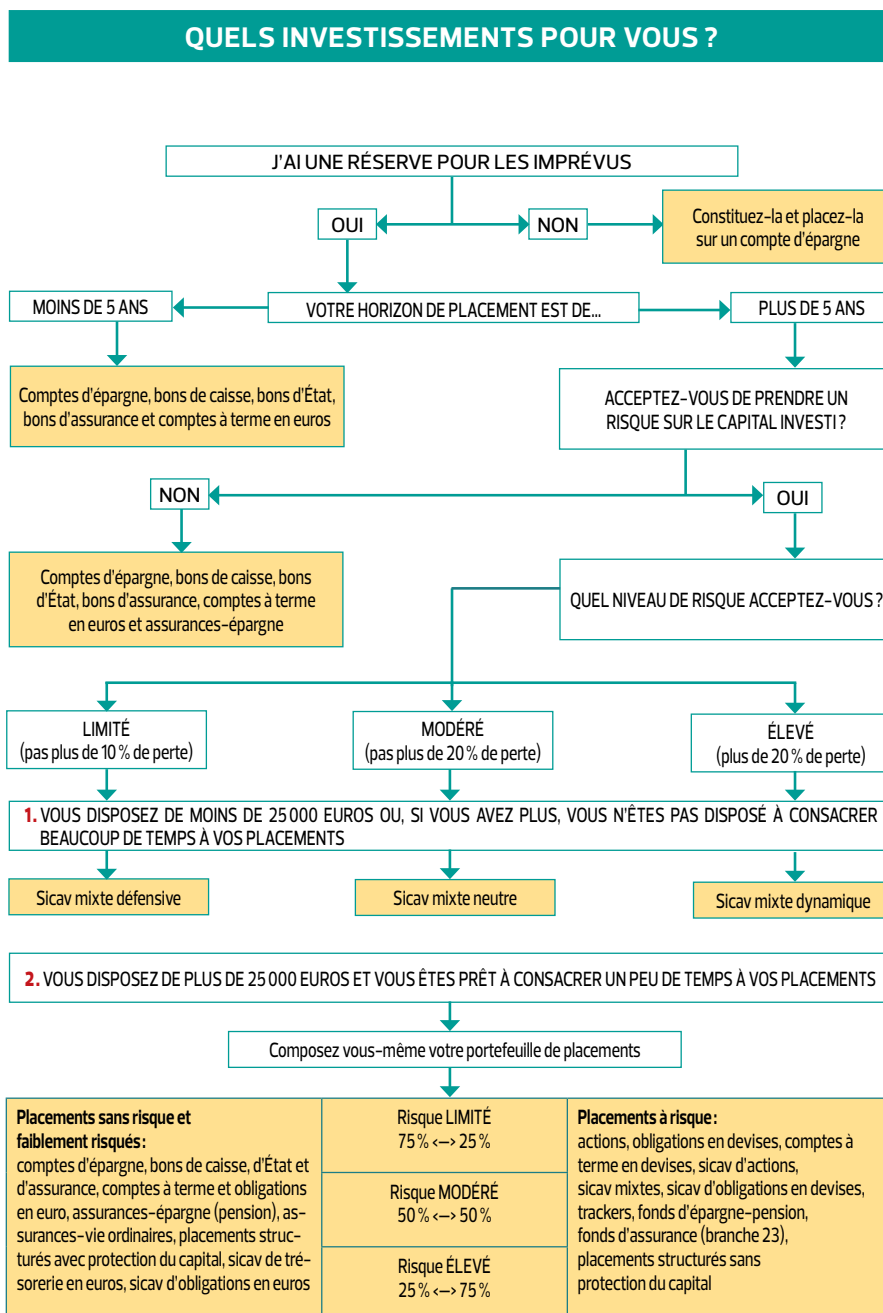 QUELS INVESTISSEMENTS POUR VOUS ?
J'AI UNE RÉSERVE POUR LES IMPRÉVUS
OUI
NON
Constituez-la et placez-la
sur un compte d'épargne
MOINS DE 5 ANS
VOTRE HORIZON DE PLACEMENT EST DE...
PLUS DE 5 ANS
Comptes d'épargne, bons de caisse, bons d'État,
bons d'assurance et comptes à terme en euros
ACCEPTEZ-VOUS DE PRENDRE UN
RISQUE SUR LE CAPITAL INVESTI ?
NON
OUI
Comptes d'épargne, bons de caisse, bons
d'État, bons d'assurance, comptes à terme
en euros et assurances-épargne
QUEL NIVEAU DE RISQUE ACCEPTEZ-VOUS ?
LIMITÉ
(pas plus de 10 % de perte)
MODÉRÉ
(pas plus de 20 % de perte)
ÉLEVÉ
(plus de 20 % de perte)
1. VOUS DISPOSEZ DE MOINS DE 25 000 EUROS OU, SI VOUS AVEZ PLUS, VOUS N'ÊTES PAS DISPOSÉ À CONSACRER
BEAUCOUP DE TEMPS À VOS PLACEMENTS
Sicav mixte défensive
Sicav mixte neutre
Sicav mixte dynamique
2. VOUS DISPOSEZ DE PLUS DE 25 000 EUROS ET VOUS ÊTES PRÊT À CONSACRER UN PEU DE TEMPS À VOS PLACEMENTS
Composez vous-même votre portefeuille de placements
Placements sans risque et
faiblement risqués :
comptes d'épargne, bons de caisse, d'État et
d'assurance, comptes à terme et obligations
en euro, assurances-épargne (pension), as-
surances-vie ordinaires, placements struc-
turés avec protection du capital, sicav de tré-
sorerie en euros, sicav d'obligations en euros
Risque LIMITÉ
75 % <—> 25 %
Risque MODÉRÉ
50 % <—> 50 %
Risque ÉLEVÉ
25 % <—> 75 %
Placements à risque :
actions, obligations en devises, comptes à
terme en devises, sicav d'actions,
sicav mixtes, sicav d'obligations en devises,
trackers, fonds d'épargne-pension,
fonds d'assurance (branche 23),
placements structurés sans
protection du capital